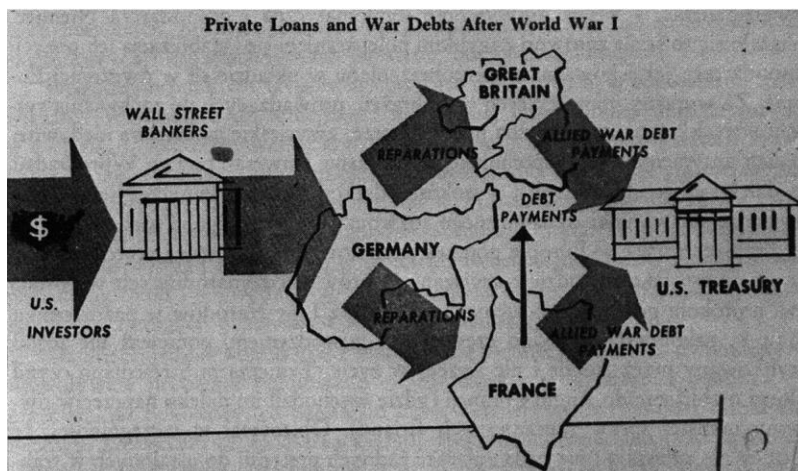 Private Loans and War Debts After World War I
GREAT
BRITAIN
WALL STREET
BANKERS
REPARATIONS
ALLIED WAR DEBT
PAYMENTS
DEBT
PAYMENTS
$
GERMANY
U.S. TREASURY
U.S.
INVESTORS
REPARATIONS
ALLIED WAR DEBT
PAYMENTS
FRANCE